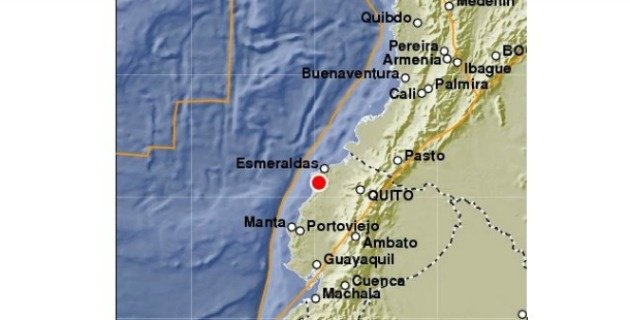 Medellin
Quibdo
Pereira
BO
Armenia
Ibague
Buenaventura
Palmira
Cali
Pasto
Esmeraldas
QUITO
Manta
Portoviejo
Ambato
Guayaquil
Cuenca
Machala